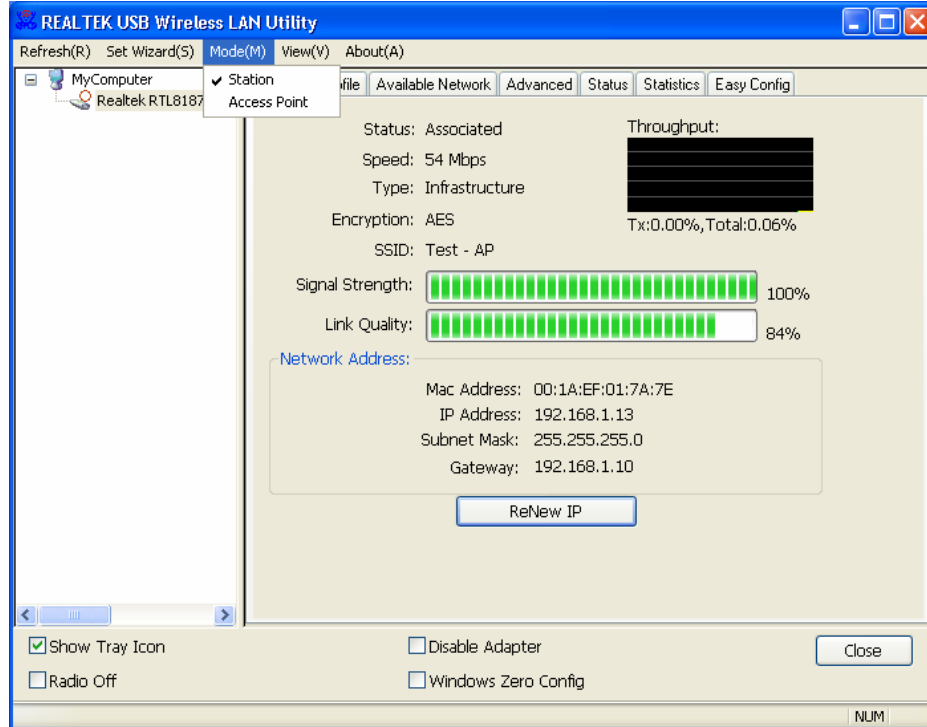 REALTEK USB Wireless LAN Utility
Refresh(R) Set Wizard(S) Mode(M) View(V) About(A)
Station
Access Point
MyComputer
Realtek RTL8187
Available Network Advanced Status Statistics Easy Config
Status: Associated
Speed: 54 Mbps
Type: Infrastructure
Encryption: AES
SSID: Test - AP
Throughput:
Tx:0.00%,Total:0.06%
Signal Strength: 100%
Link Quality: 84%
Network Address:
Mac Address: 00:1A:EF:01:7A:7E
IP Address: 192.168.1.13
Subnet Mask: 255.255.255.0
Gateway: 192.168.1.10
ReNew IP
Show Tray Icon
Radio Off
Disable Adapter
Windows Zero Config
Close
NUM